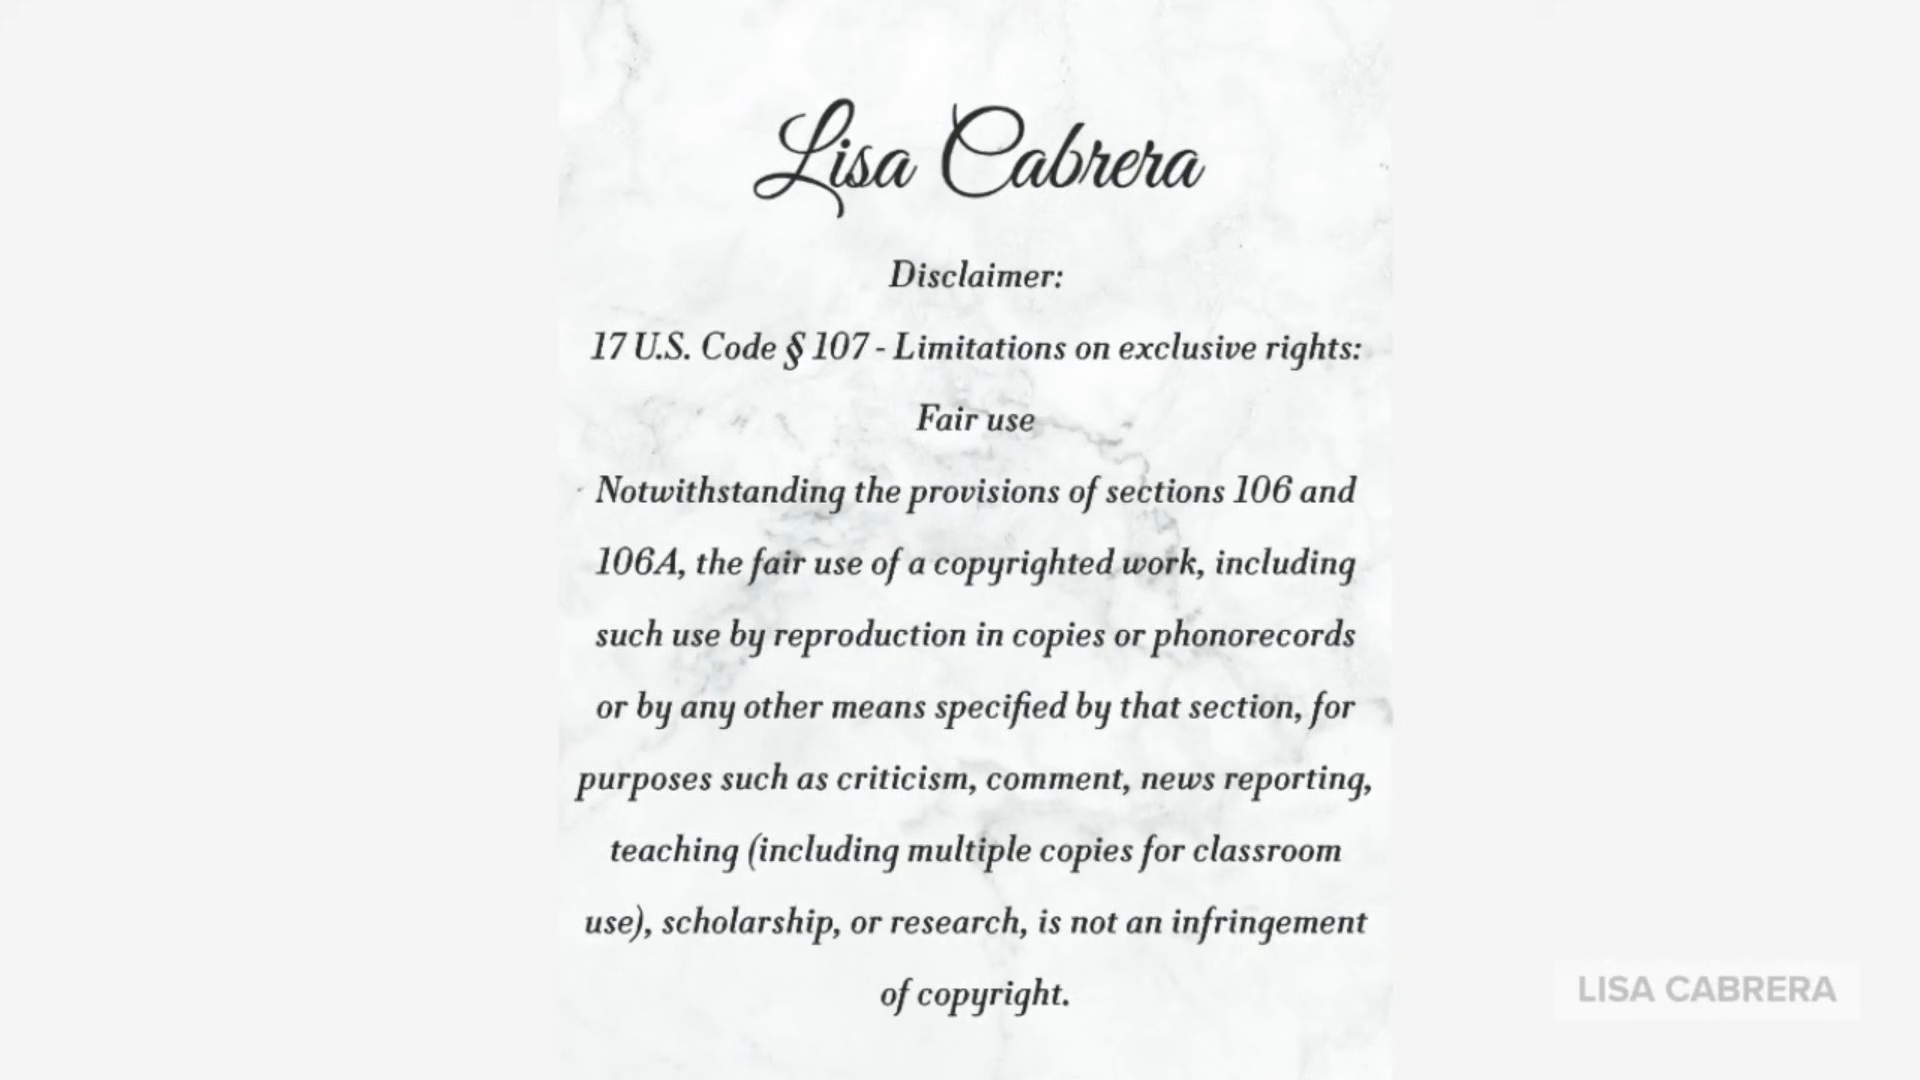 Lisa Cabrera
Disclaimer:
17 U.S. Code § 107 - Limitations on exclusive rights:
Fair use
Notwithstanding the provisions of sections 106 and
106A, the fair use of a copyrighted work, including
such use by reproduction in copies or phonorecords
or by any other means specified by that section, for
purposes such as criticism, comment, news reporting,
teaching (including multiple copies for classroom
use), scholarship, or research, is not an infringement
of copyright.
LISA CABRERA